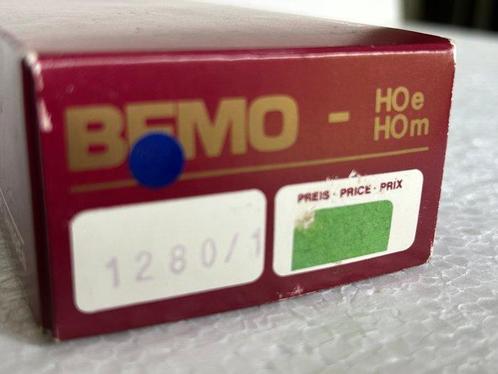 BEMO - HOe
HOm
PREIS · PRICE · PRIX
1280/1